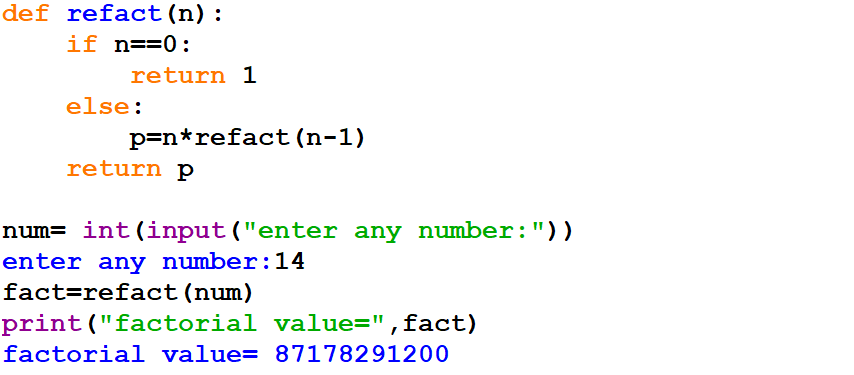 def refact(n):
    if n==0:
        return 1
    else:
        p=n*refact(n-1)
    return p

num= int(input("enter any number:"))
enter any number:14
fact=refact(num)
print("factorial value=",fact)
factorial value= 87178291200